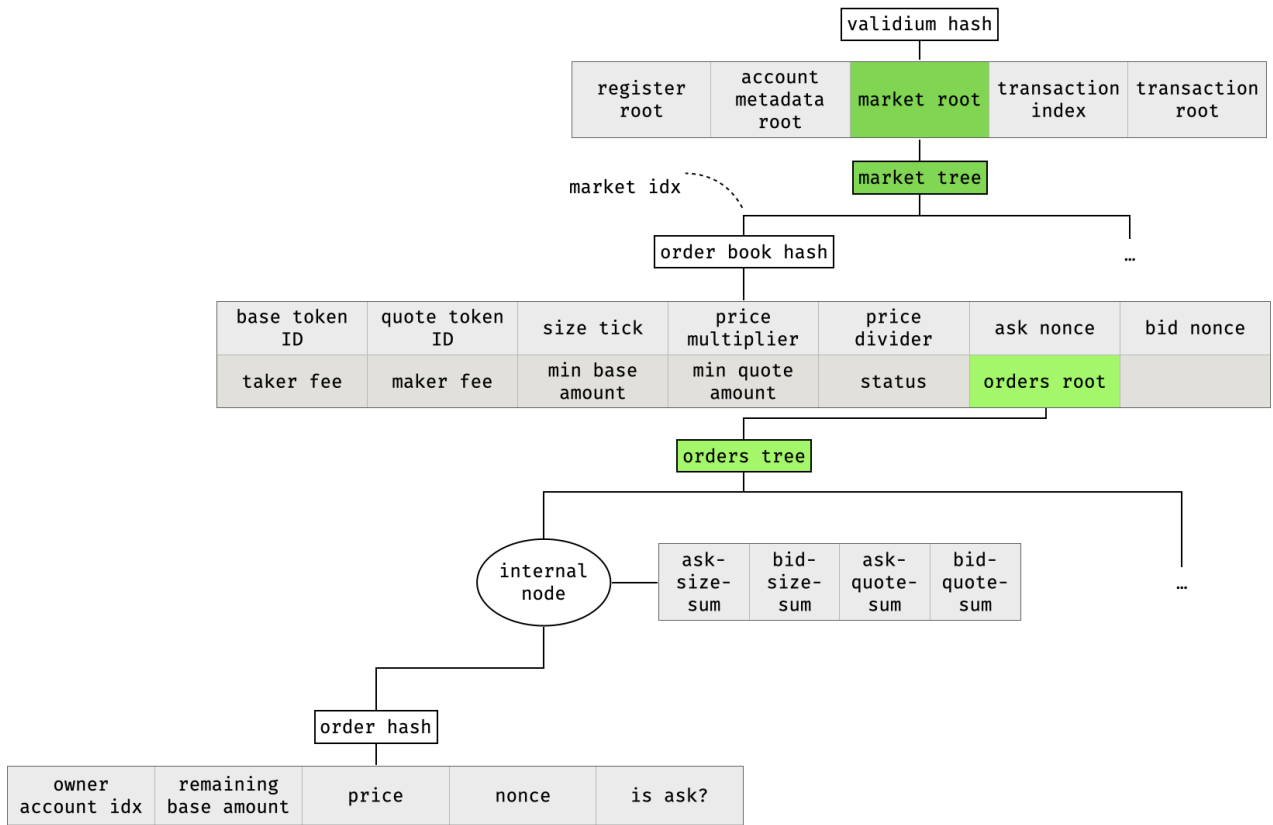 validium hash
register
root
account
metadata
root
market root
transaction
index
transaction
root
market idx
market tree
order book hash
…
base token
ID
quote token
ID
size tick
price
multiplier
price
divider
ask nonce
bid nonce
taker fee
maker fee
min base
amount
min quote
amount
status
orders root
orders tree
internal
node
ask-
size-
sum
bid-
size-
sum
ask-
quote-
sum
bid-
quote-
sum
…
order hash
owner
account idx
remaining
base amount
price
nonce
is ask?